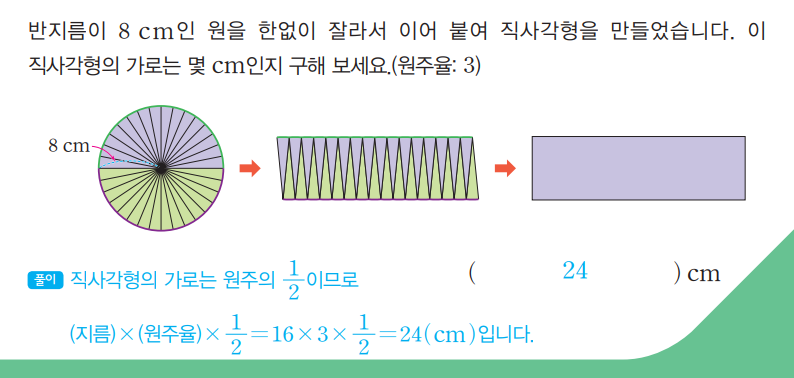 반지름이 8 cm인 원을 한없이 잘라서 이어 붙여 직사각형을 만들었습니다. 이
직사각형의 가로는 몇 cm인지 구해 보세요.(원주율: 3)
8 cm
풀이 직사각형의 가로는 원주의 1/2이므로
( 24 ) cm
(지름)×(원주율)×1/2=16×3×1/2=24(cm)입니다.